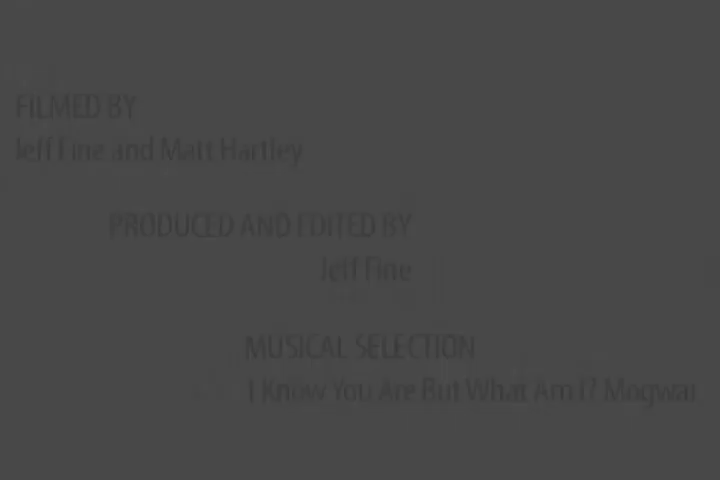 FILMED BY
Jeff Fine and Matt Hartley
PRODUCED AND EDITED BY
Jeff Fine
MUSICAL SELECTION
I Know You Are But What Am I? Mogwai